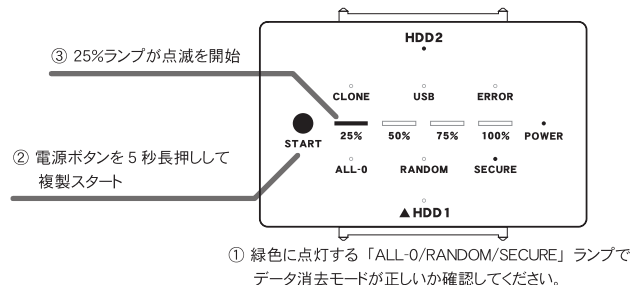 HDD2
③ 25%ランプが点滅を開始
CLONE USB ERROR
START 25% 50% 75% 100% POWER
② 電源ボタンを 5 秒長押しして
複製スタート
ALL-0 RANDOM SECURE
▲HDD1
① 緑色に点灯する 「ALL-0/RANDOM/SECURE」 ランプで
データ消去モードが正しいか確認してください。